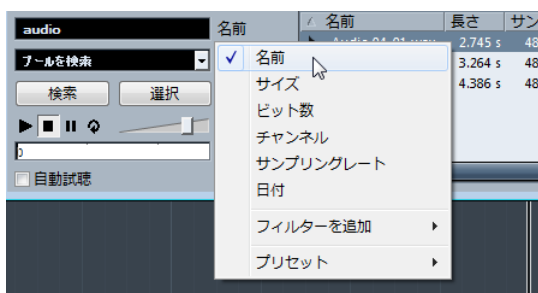 audio
名前
名前
長さ
サン
プールを検索
検索
選択
自動試聴
名前
サイズ
ビット数
チャンネル
サンプリングレート
日付
フィルターを追加
プリセット
2.745 s
48
3.264 s
48
4.386 s
48